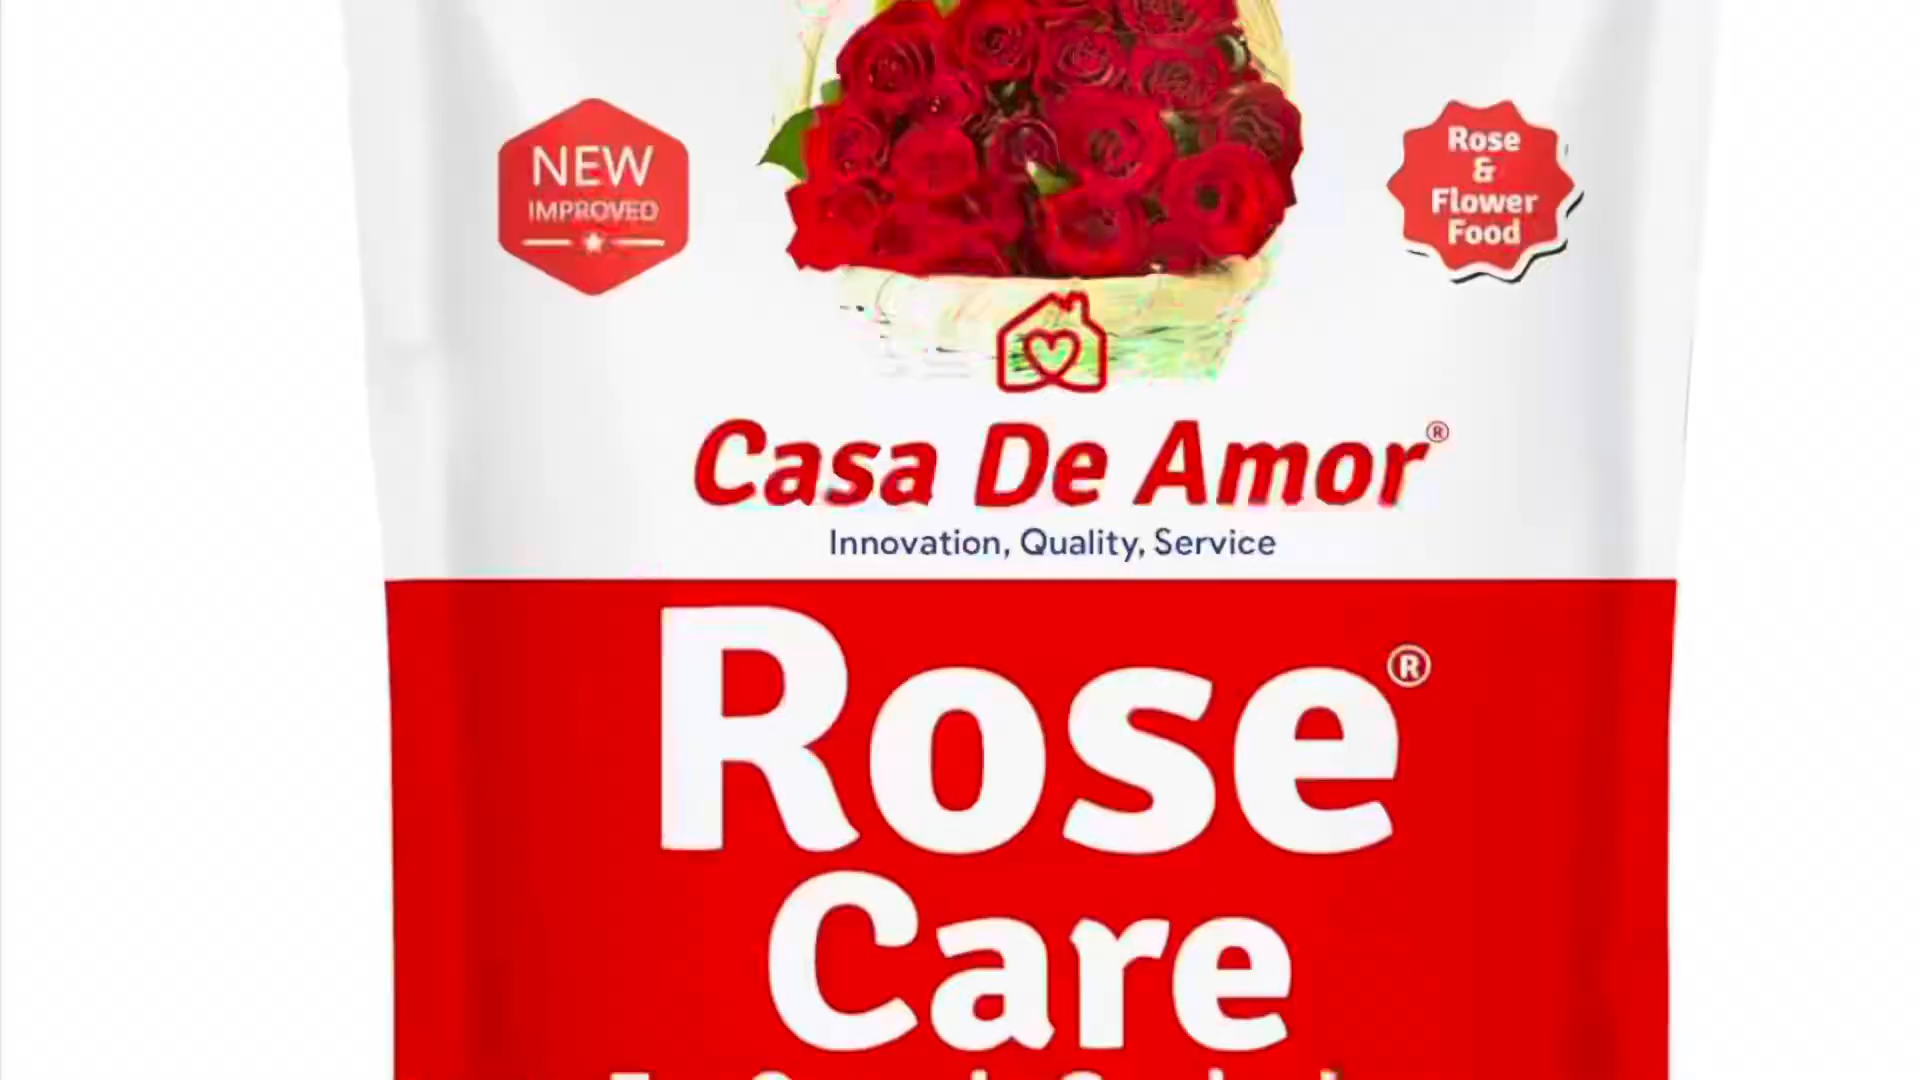 NEW
IMPROVED
Rose
&
Flower
Food
Casa De Amor®
Innovation, Quality, Service
Rose®
Care